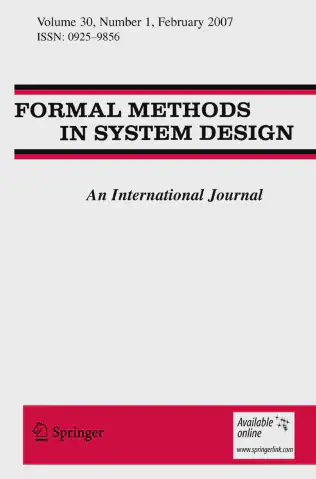 Volume 30, Number 1, February 2007
ISSN: 0925–9856
FORMAL METHODS
IN SYSTEM DESIGN
An International Journal
Springer
Available
online
www.springerlink.com